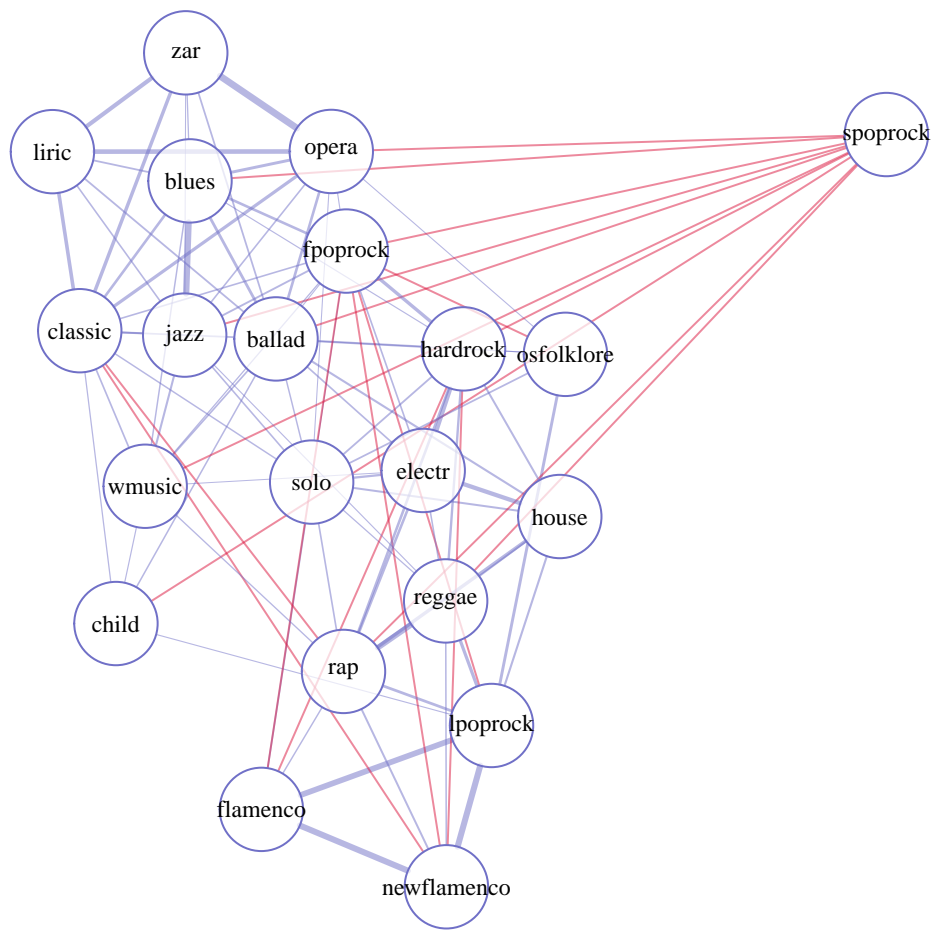 zar
spoprock
opera
liric
blues
fpoprock
classic
jazz
ballad
hardrock
osfolklore
wmusic
solo
electr
house
child
reggae
rap
lpoprock
flamenco
newflamenco